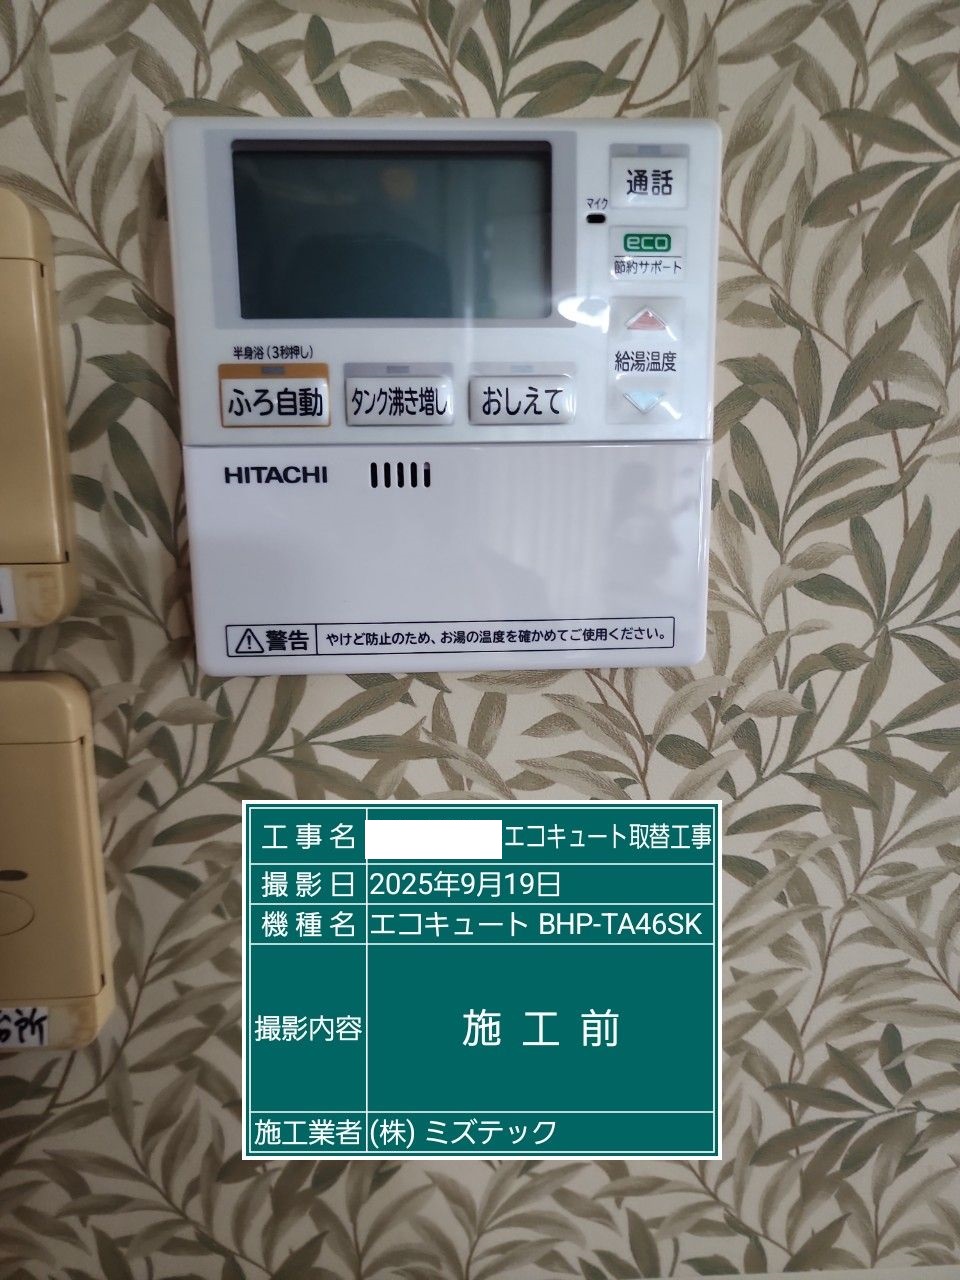 通話
マイク
eco
節約サポート
給湯温度
半身浴(3秒押し)
ふろ自動
タンク沸き増し
おしえて
HITACHI
警告 やけど防止のため、お湯の温度を確かめてご使用ください。
所
工事名 エコキュート取替工事
撮影日 2025年9月19日
機種名 エコキュート BHP-TA46SK
撮影内容 施工前
施工業者 (株) ミズテック